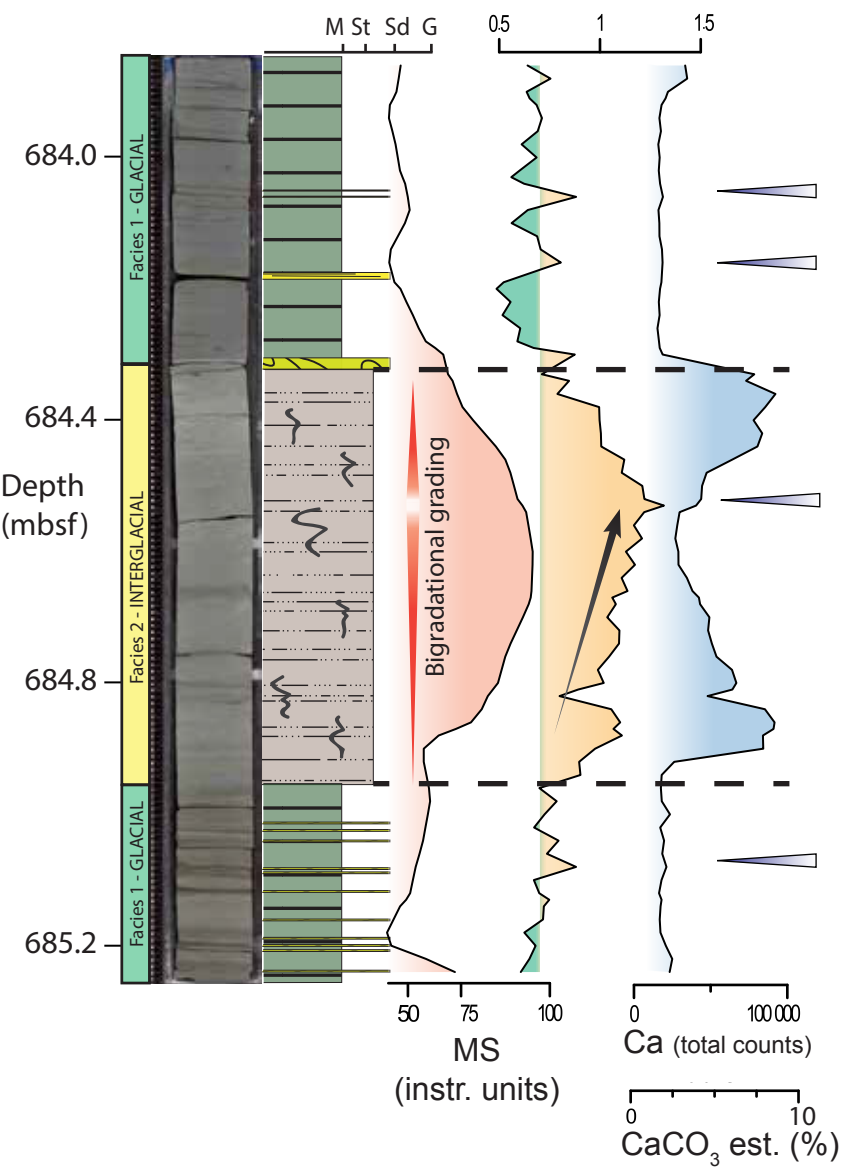 M St Sd G
0.5 1 1.5
684.0
684.4
Depth
(mbsf)
684.8
685.2
Facies 1 - GLACIAL
Facies 2 - INTERGLACIAL
Facies 1 - GLACIAL
Bigradational grading
50 75 100
MS
(instr. units)
0 100 000
Ca (total counts)
0 10
CaCO3 est. (%)